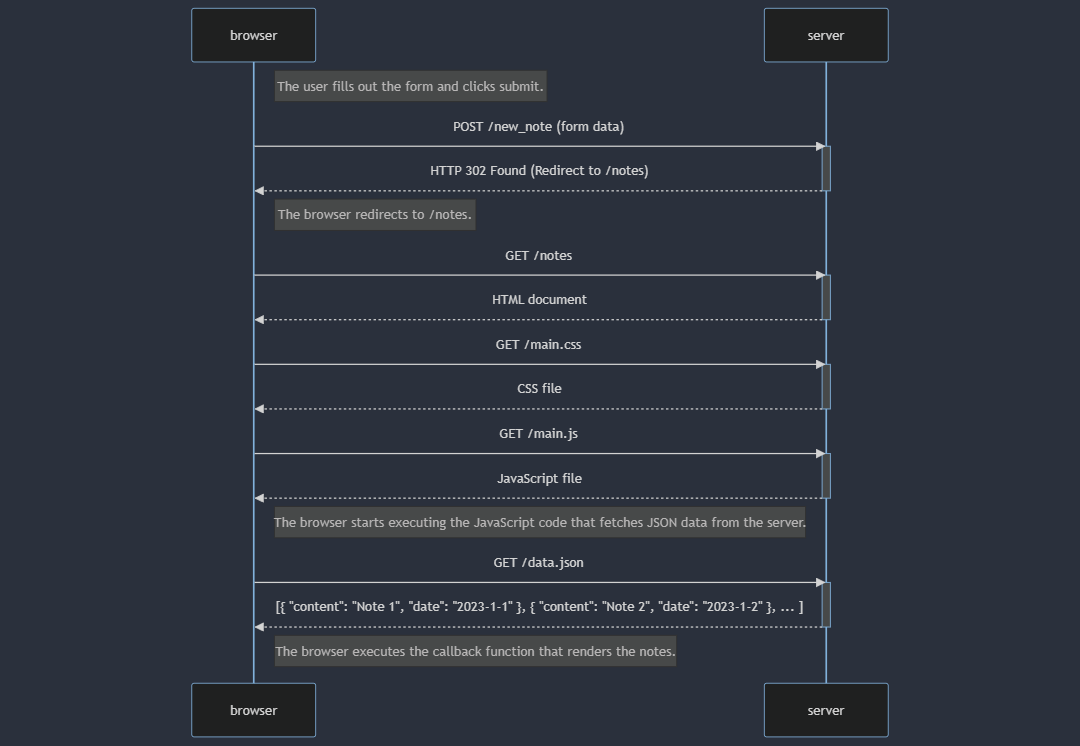 browser
server
The user fills out the form and clicks submit.
POST /new_note (form data)
HTTP 302 Found (Redirect to /notes)
The browser redirects to /notes.
GET /notes
HTML document
GET /main.css
CSS file
GET /main.js
JavaScript file
The browser starts executing the JavaScript code that fetches JSON data from the server.
GET /data.json
[{ "content": "Note 1", "date": "2023-1-1" }, { "content": "Note 2", "date": "2023-1-2" }, ... ]
The browser executes the callback function that renders the notes.
browser
server